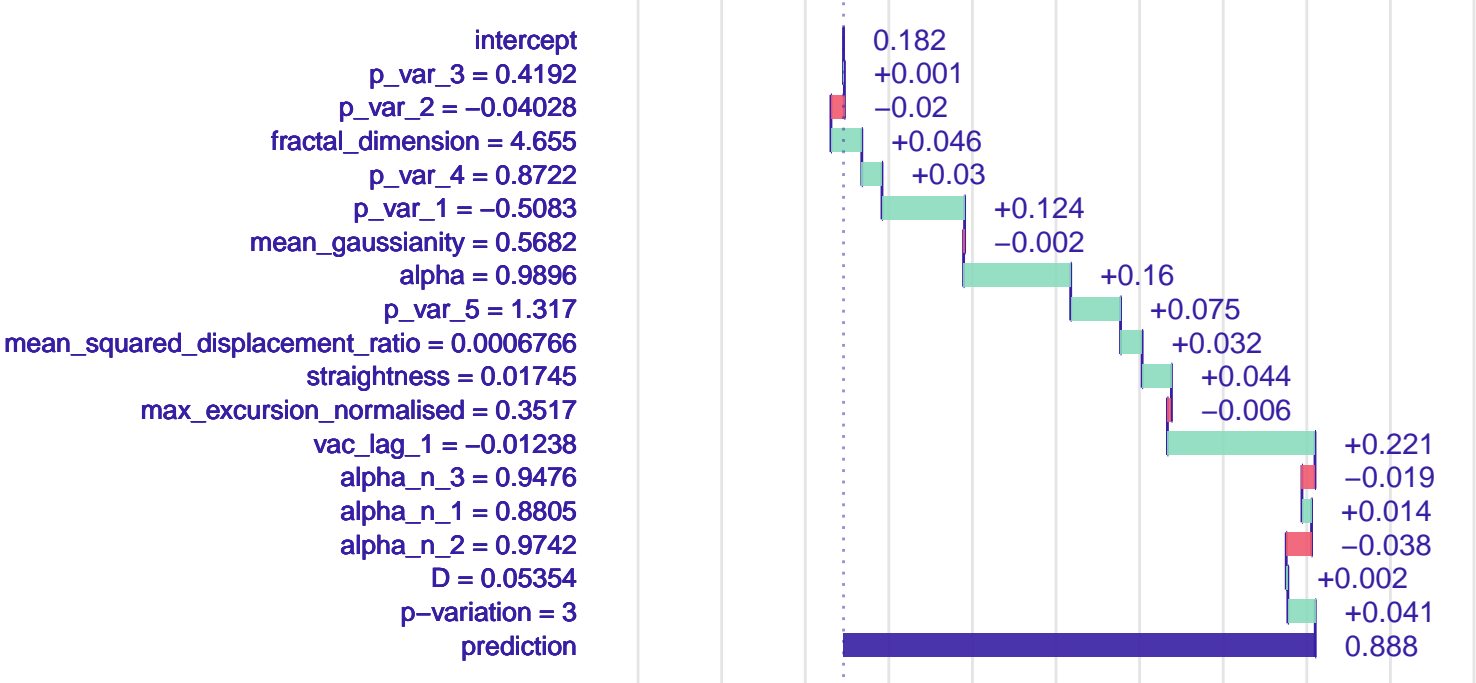 intercept 0.182
p_var_3 = 0.4192 +0.001
p_var_2 = −0.04028 −0.02
fractal_dimension = 4.655 +0.046
p_var_4 = 0.8722 +0.03
p_var_1 = −0.5083 +0.124
mean_gaussianity = 0.5682 −0.002
alpha = 0.9896 +0.16
p_var_5 = 1.317 +0.075
mean_squared_displacement_ratio = 0.0006766 +0.032
straightness = 0.01745 +0.044
max_excursion_normalised = 0.3517 −0.006
vac_lag_1 = −0.01238 +0.221
alpha_n_3 = 0.9476 −0.019
alpha_n_1 = 0.8805 +0.014
alpha_n_2 = 0.9742 −0.038
D = 0.05354 +0.002
p−variation = 3 +0.041
prediction 0.888